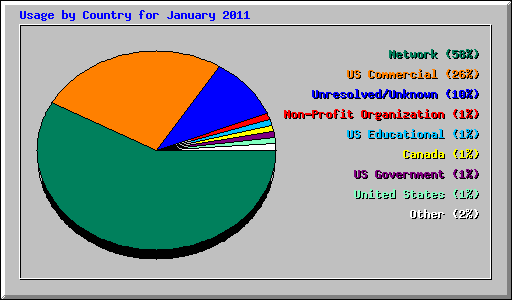 Usage by Country for January 2011
Network (58%)
US Commercial (26%)
Unresolved/Unknown (10%)
Non-Profit Organization (1%)
US Educational (1%)
Canada (1%)
US Government (1%)
United States (1%)
Other (2%)